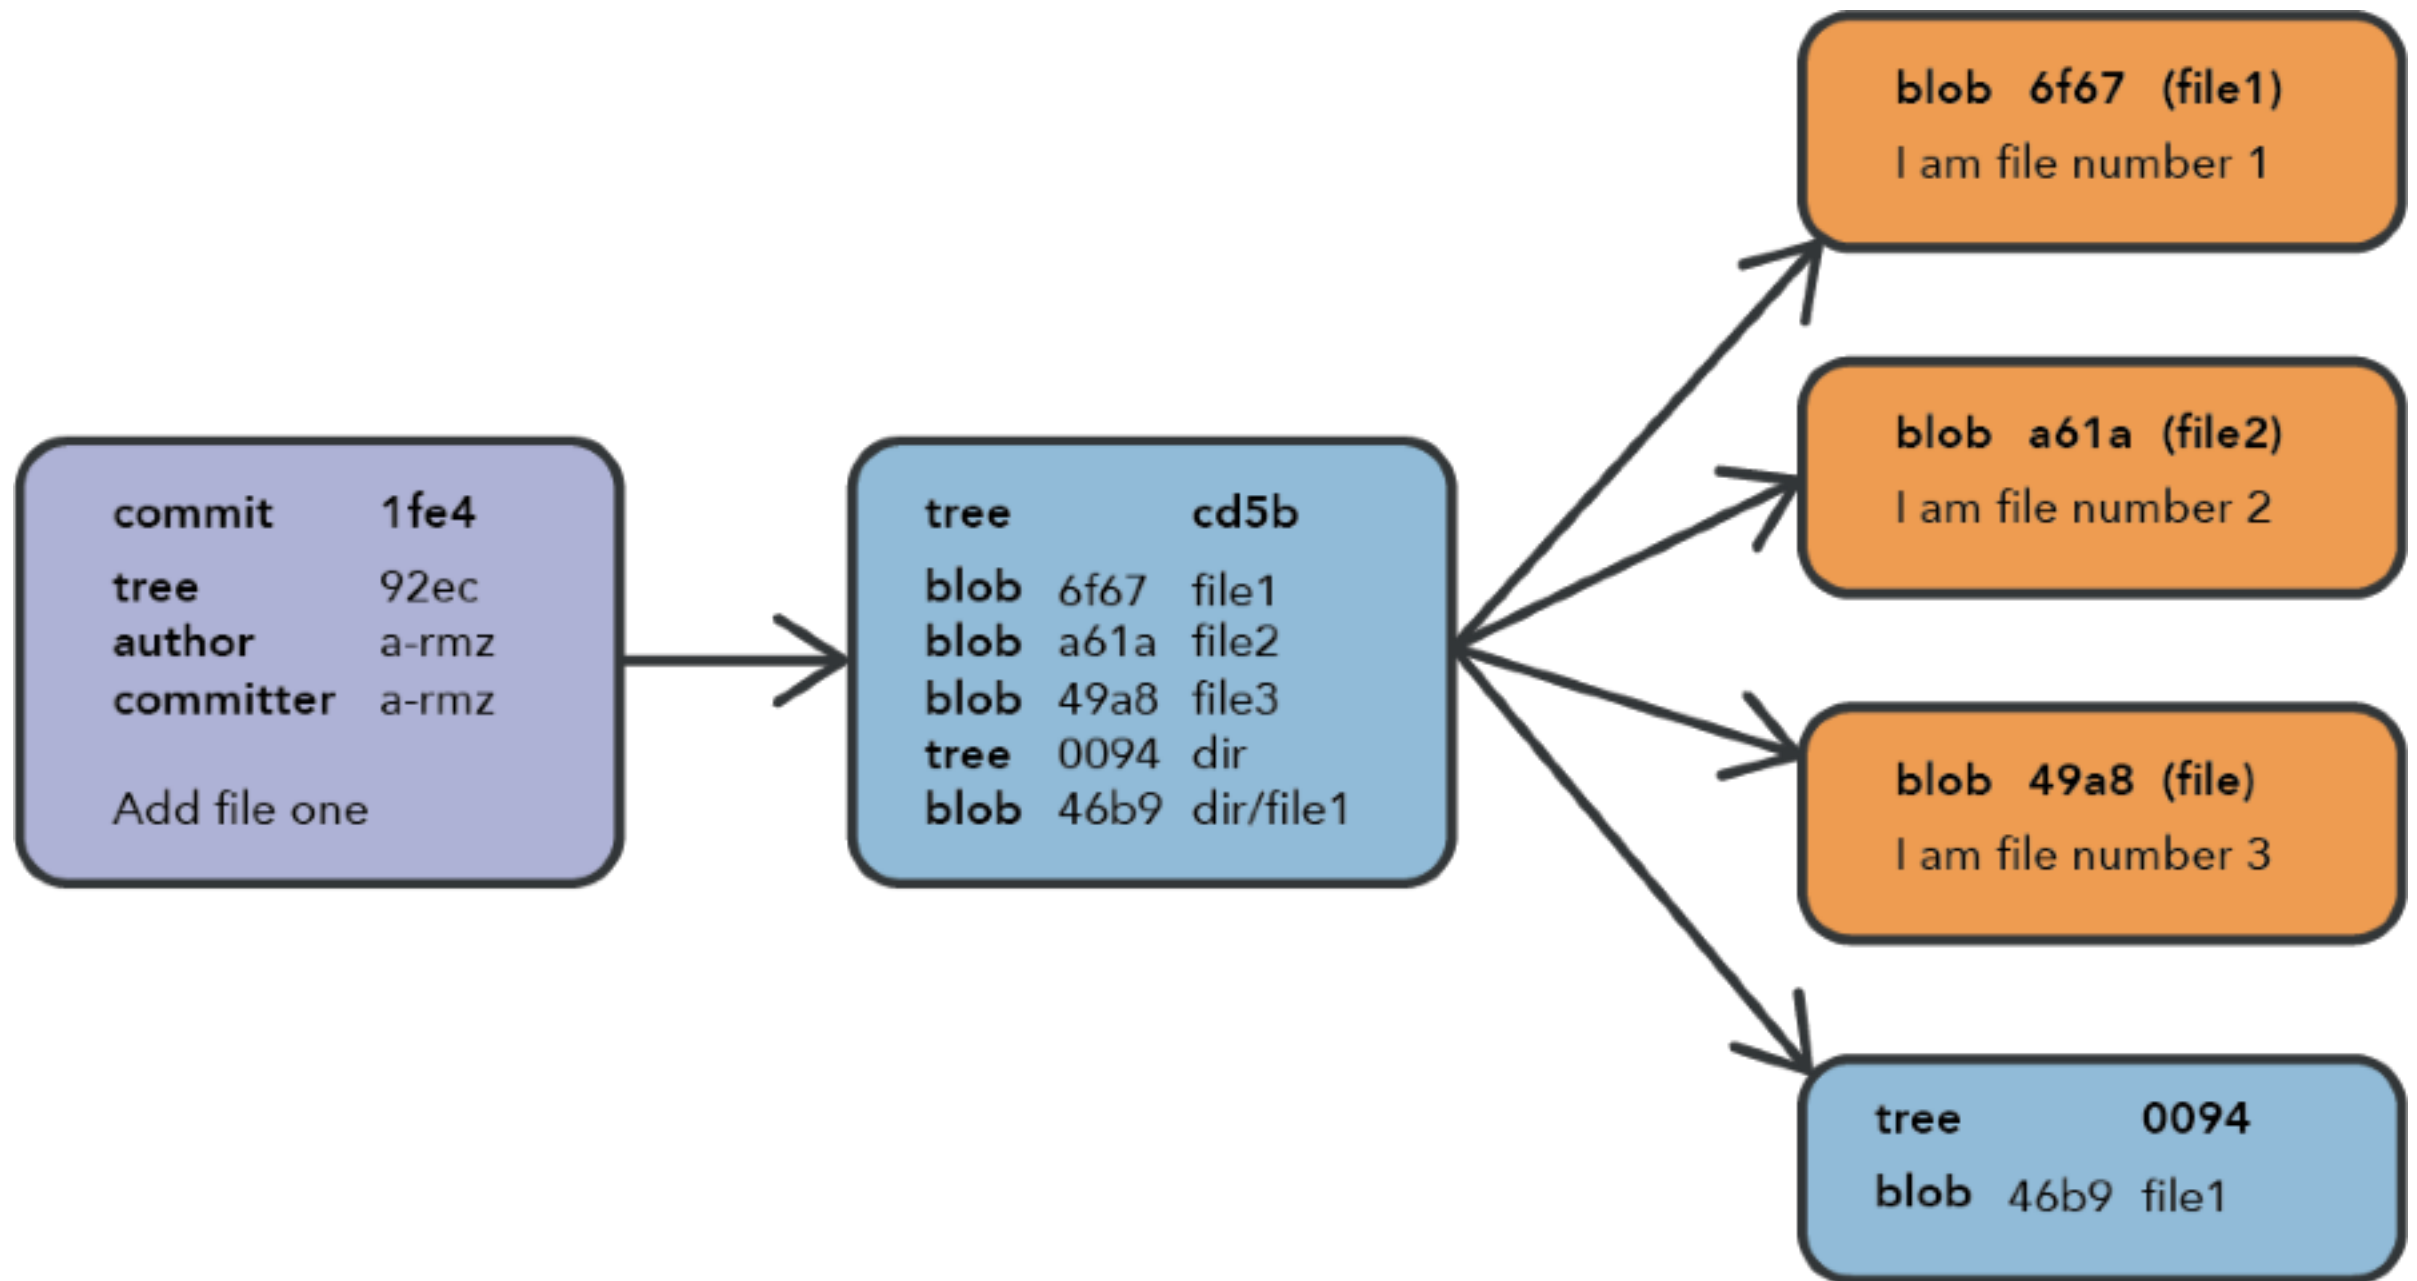 commit 1fe4
tree 92ec
author a-rmz
committer a-rmz
Add file one
tree cd5b
blob 6f67 file1
blob a61a file2
blob 49a8 file3
tree 0094 dir
blob 46b9 dir/file1
blob 6f67 (file1)
I am file number 1
blob a61a (file2)
I am file number 2
blob 49a8 (file)
I am file number 3
tree 0094
blob 46b9 file1